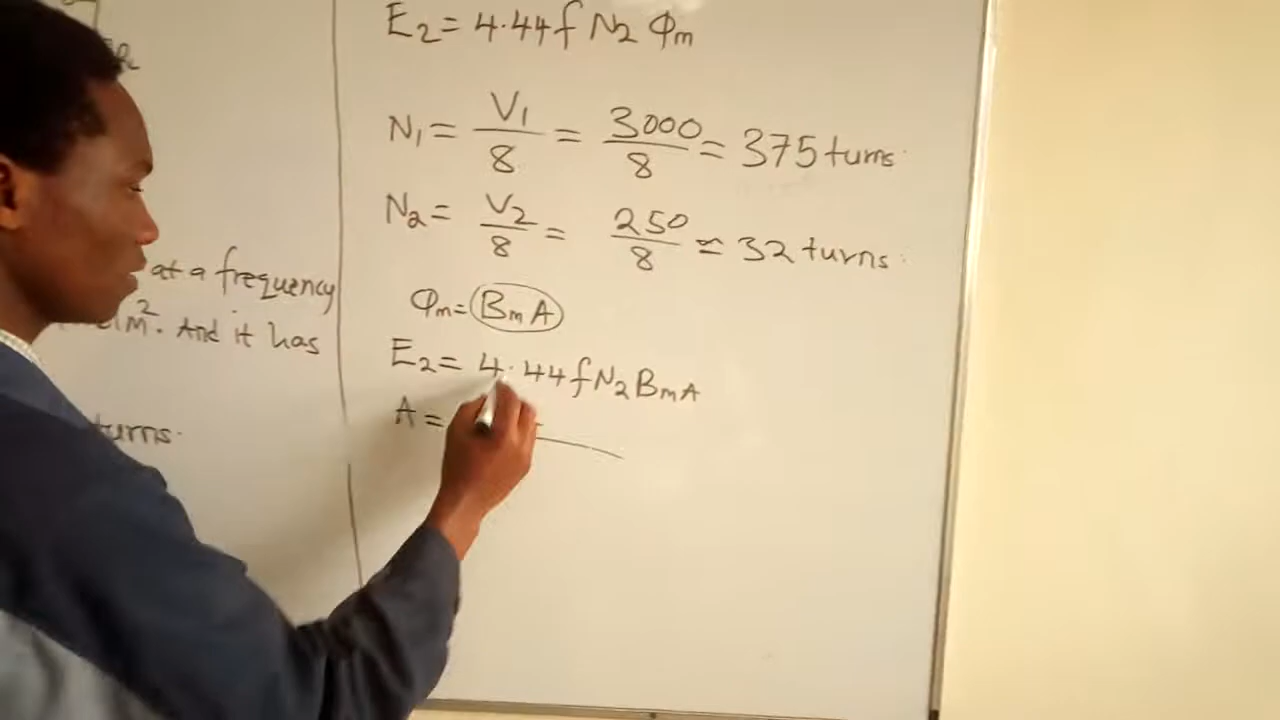 at a frequency
m². And it has
turns.
E₂ = 4.44 f N₂ Φm
N₁ = V₁/8 = 3000/8 = 375 turns.
N₂ = V₂/8 = 250/8 ≃ 32 turns.
Φm = BmA
E₂ = 4.44 f N₂ BmA
A =